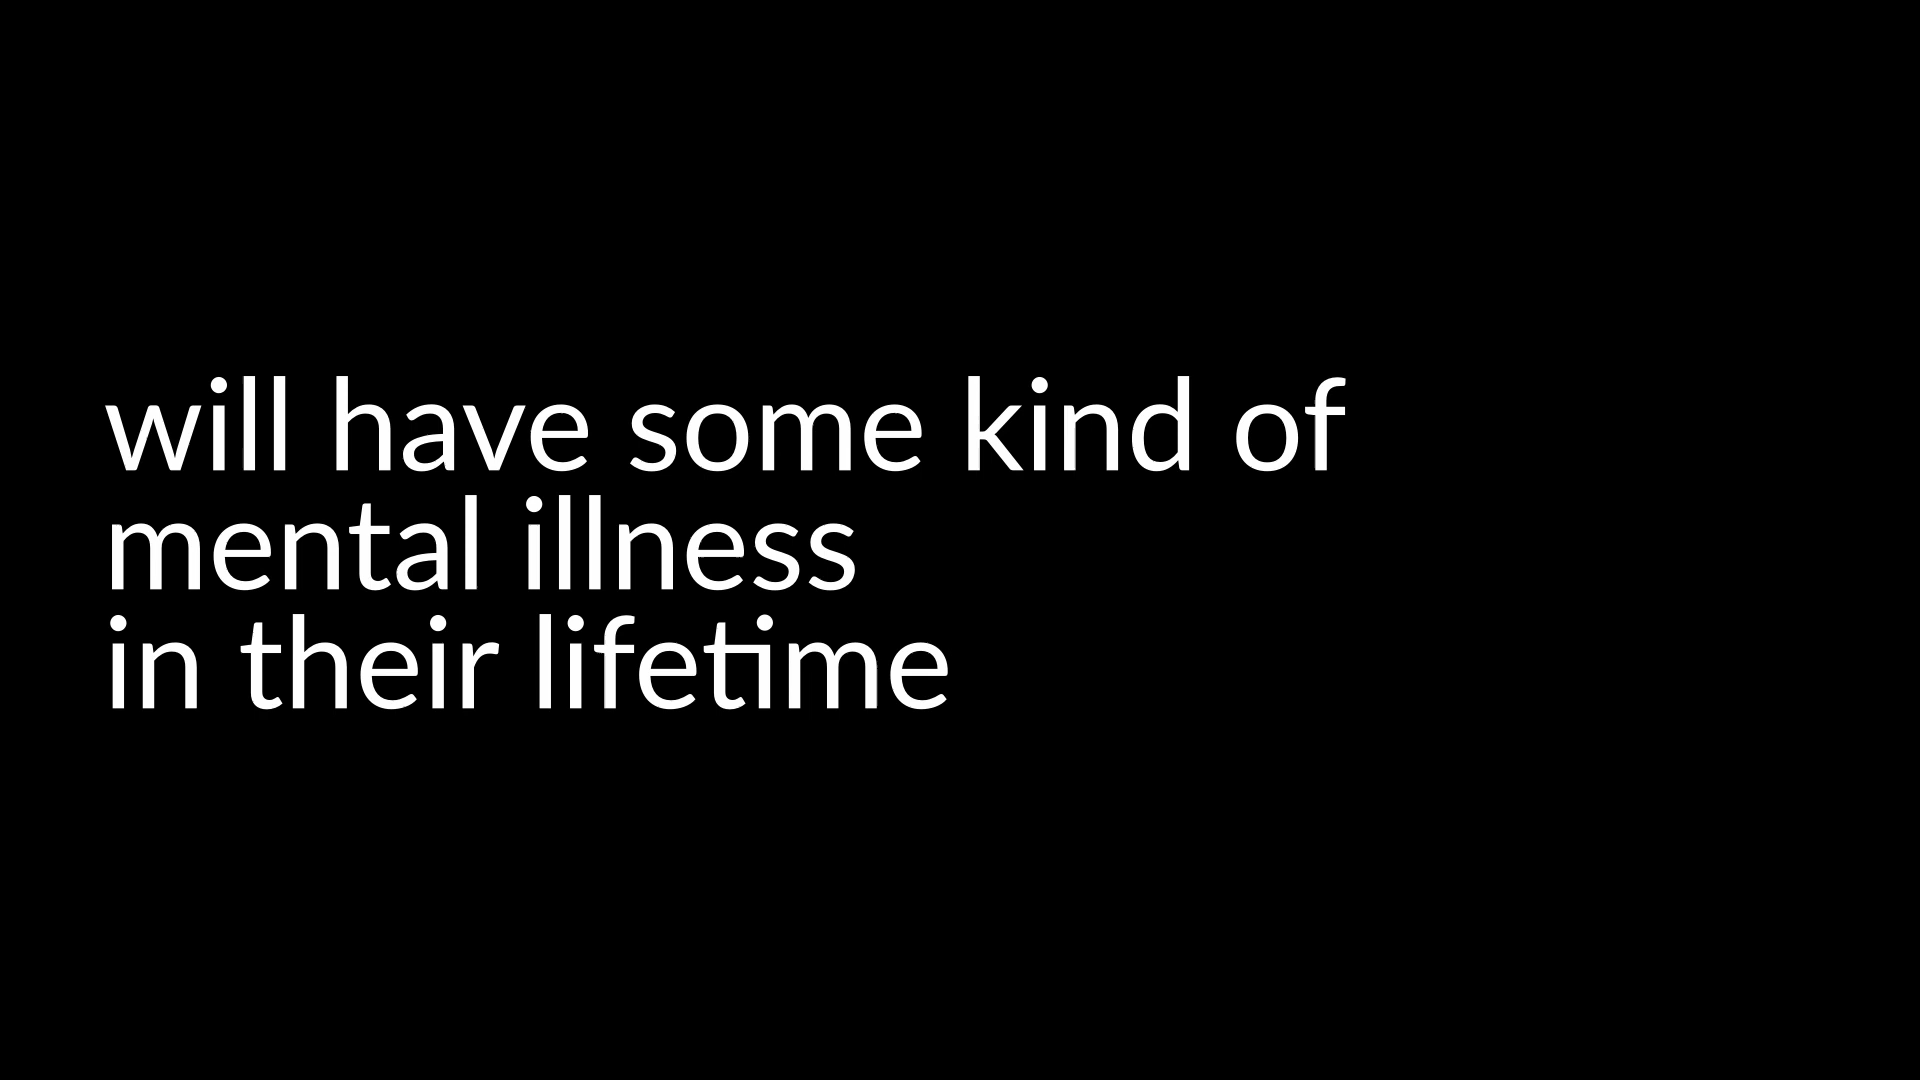 will have some kind of
mental illness
in their lifetime